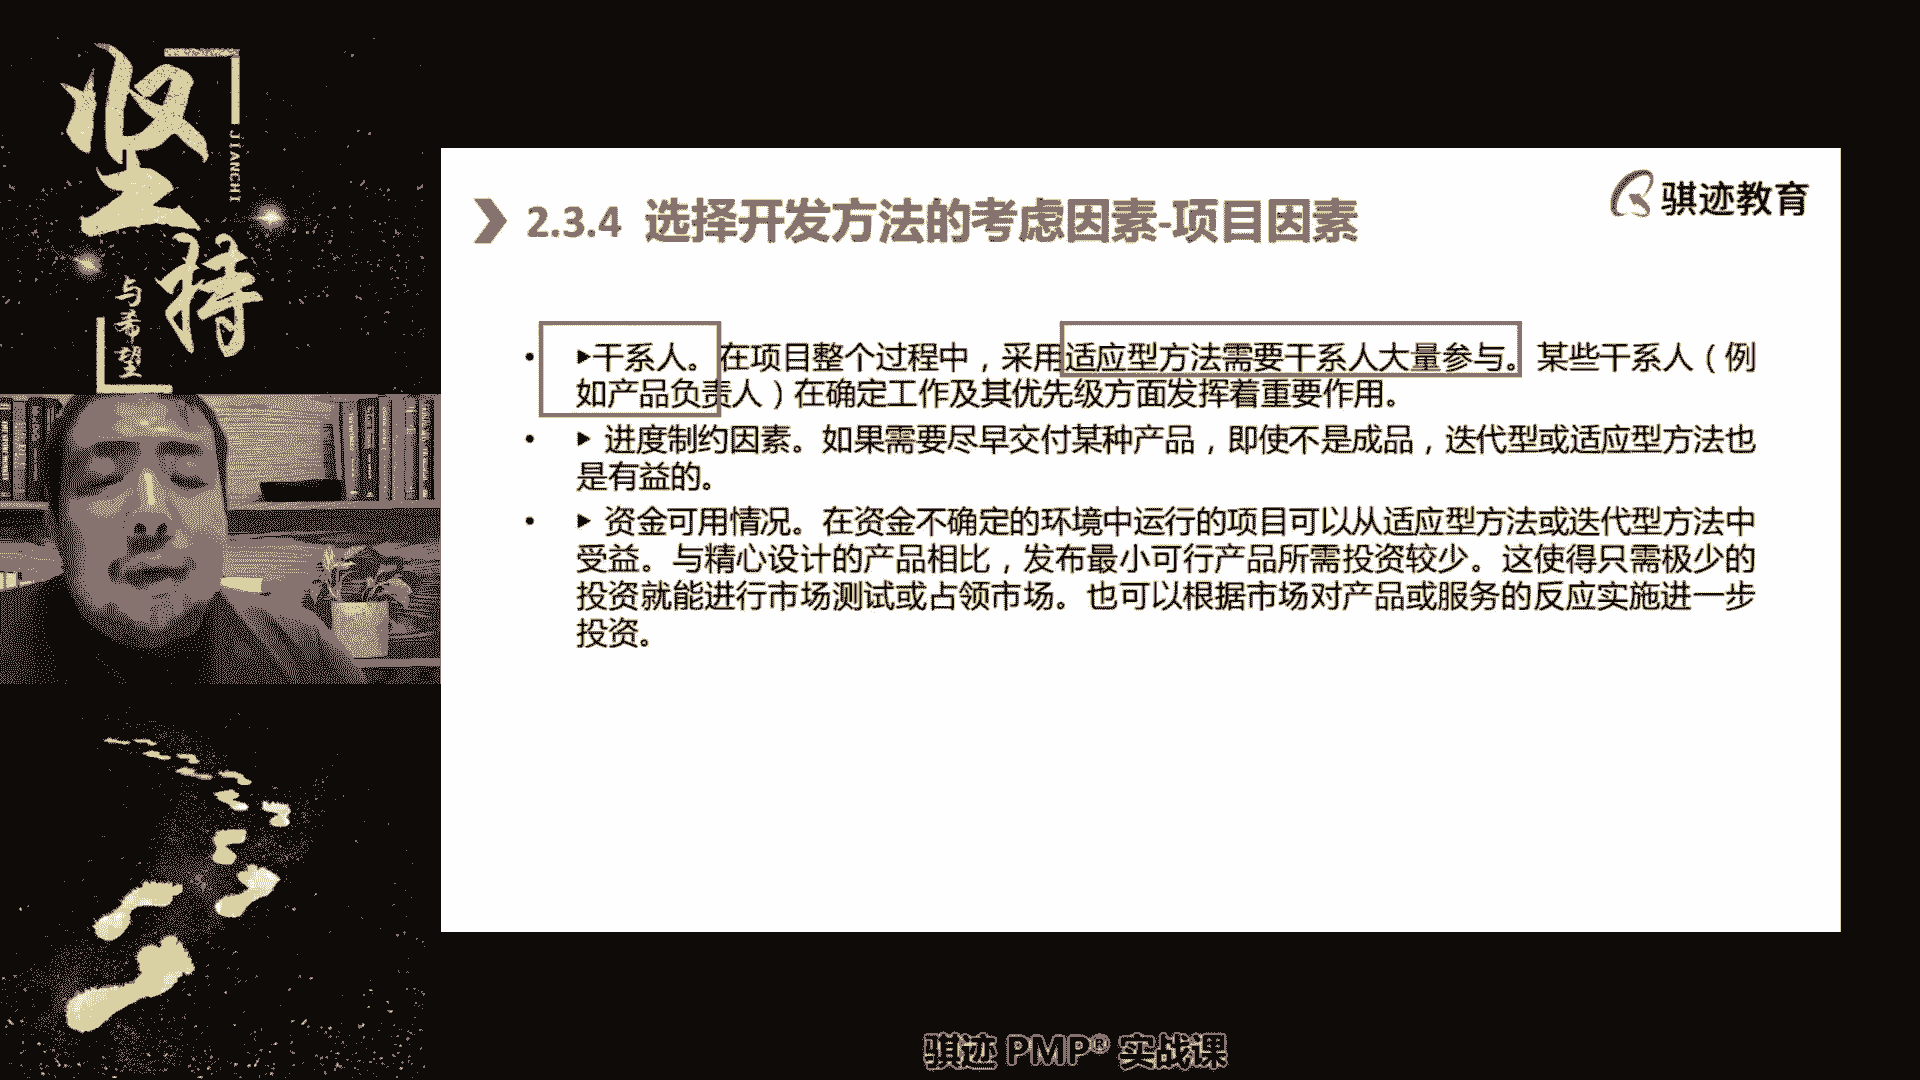 坚
持
JIANCHI
与希望
骐迹教育
2.3.4 选择开发方法的考虑因素-项目因素
• ▶干系人。在项目整个过程中，采用适应型方法需要干系人大量参与。某些干系人（例
如产品负责人）在确定工作及其优先级方面发挥着重要作用。
• ▶ 进度制约因素。如果需要尽早交付某种产品，即使不是成品，迭代型或适应型方法也
是有益的。
• ▶ 资金可用情况。在资金不确定的环境中运行的项目可以从适应型方法或迭代型方法中
受益。与精心设计的产品相比，发布最小可行产品所需投资较少。这使得只需极少的
投资就能进行市场测试或占领市场。也可以根据市场对产品或服务的反应实施进一步
投资。
骐迹 PMP® 实战课